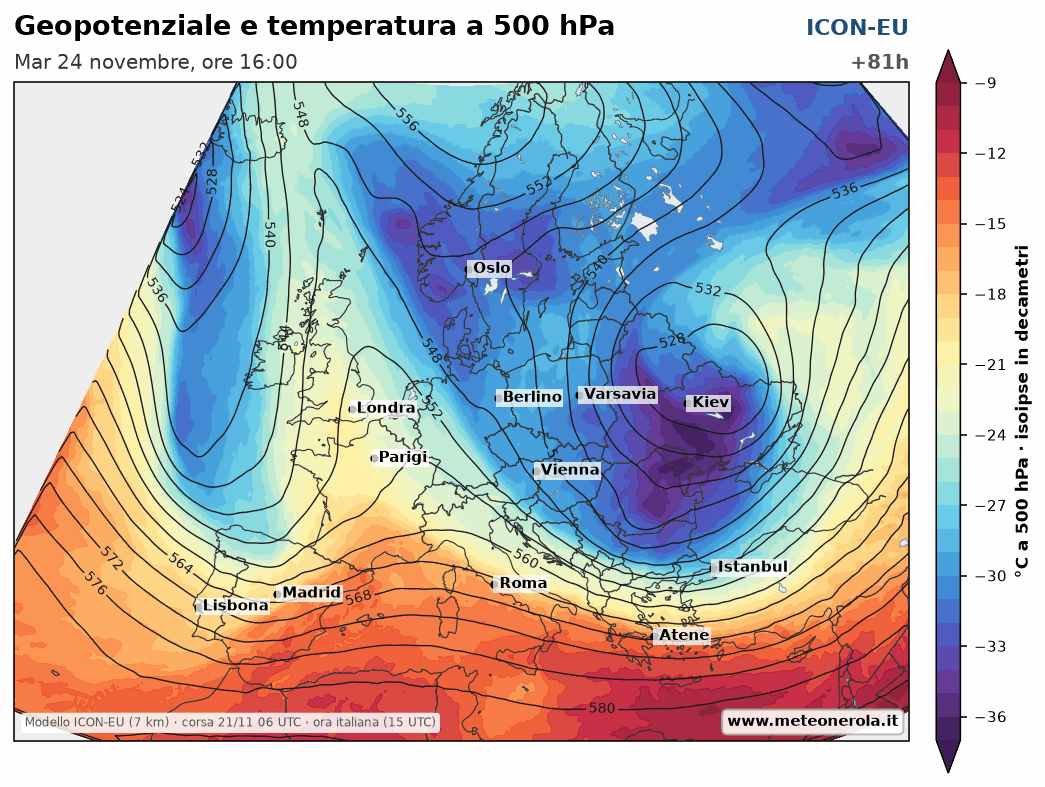 Geopotenziale e temperatura a 500 hPa
ICON-EU
Mar 24 novembre, ore 16:00
+81h
556
548
532
528
524
552
536
540
540
536
532
528
548
552
Oslo
Berlino
Varsavia
Kiev
Londra
Parigi
Vienna
560
564
572
576
568
Istanbul
Roma
Madrid
Lisbona
Atene
580
Modello ICON-EU (7 km) · corsa 21/11 06 UTC · ora italiana (15 UTC)
www.meteonerola.it
−9
−12
−15
−18
−21
−24
−27
−30
−33
−36
°C a 500 hPa · isoipse in decametri